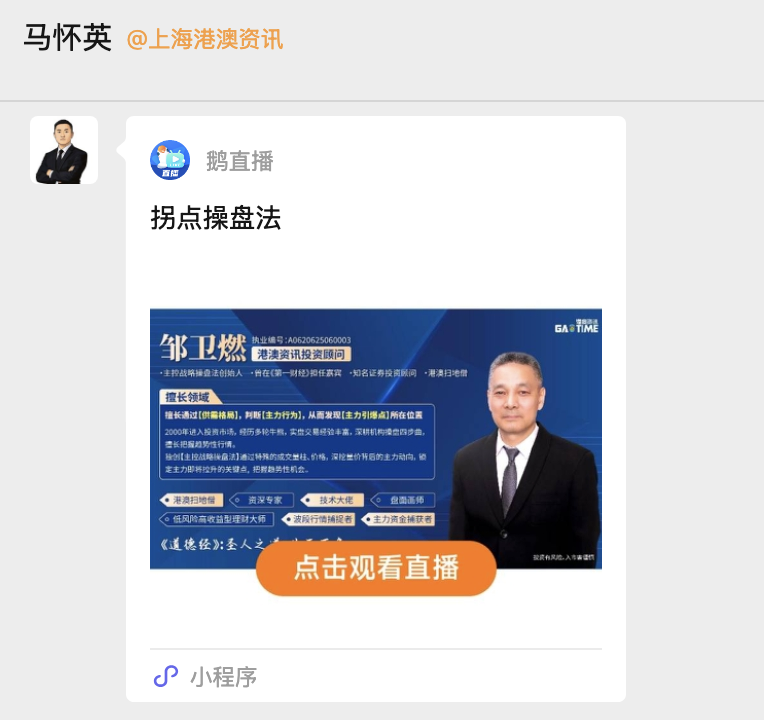 马怀英 @上海港澳资讯
直播
鹅直播
拐点操盘法
港澳资讯
GA TIME
邹卫燃 执业编号:A0620625060003
港澳资讯投资顾问
·主控战略操盘法创始人 ·曾在《第一财经》担任嘉宾 ·知名证券投资顾问 ·港澳扫地僧
擅长领域
擅长通过【供需格局】,判断【主力行为】,从而发现【主力引爆点】所在位置
2000年进入投资市场,经历多轮牛熊,实盘交易经验丰富,深耕机构操盘四步曲,
擅长把握趋势性行情。
独创【主控战略操盘法】通过特殊的成交量柱、价格,深挖量价背后的主力动向,锁
定主力即将拉升的关键点,把握趋势性机会。
港澳扫地僧 资深专家 技术大佬 盘面画师
低风险高收益型理财大师 波段行情捕捉者 主力资金捕获者
《道德经》:圣人之道
投资有风险,入市需谨慎
点击观看直播
小程序